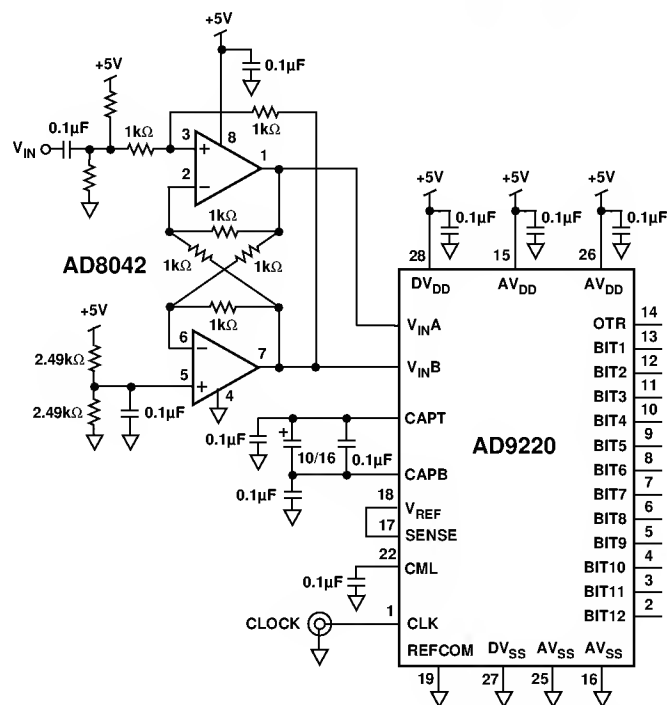 +5V
+5V
0.1µF
0.1µF
1kΩ
V_IN
1kΩ
3
+
8
1
2
–
+5V
+5V
+5V
0.1µF
0.1µF
0.1µF
1kΩ
1kΩ
1kΩ
AD8042
28
15
26
DV_DD
AV_DD
AV_DD
1kΩ
+5V
6
–
7
5
+
4
2.49kΩ
2.49kΩ
0.1µF
V_INA
V_INB
OTR
14
BIT1
13
BIT2
12
BIT3
11
BIT4
10
BIT5
9
BIT6
8
BIT7
7
BIT8
6
BIT9
5
BIT10
4
BIT11
3
BIT12
2
AD9220
CAPT
0.1µF
+
10/16
0.1µF
CAPB
0.1µF
18
V_REF
17
SENSE
22
CML
0.1µF
1
CLOCK
CLK
REFCOM
DV_SS
AV_SS
AV_SS
19
27
25
16